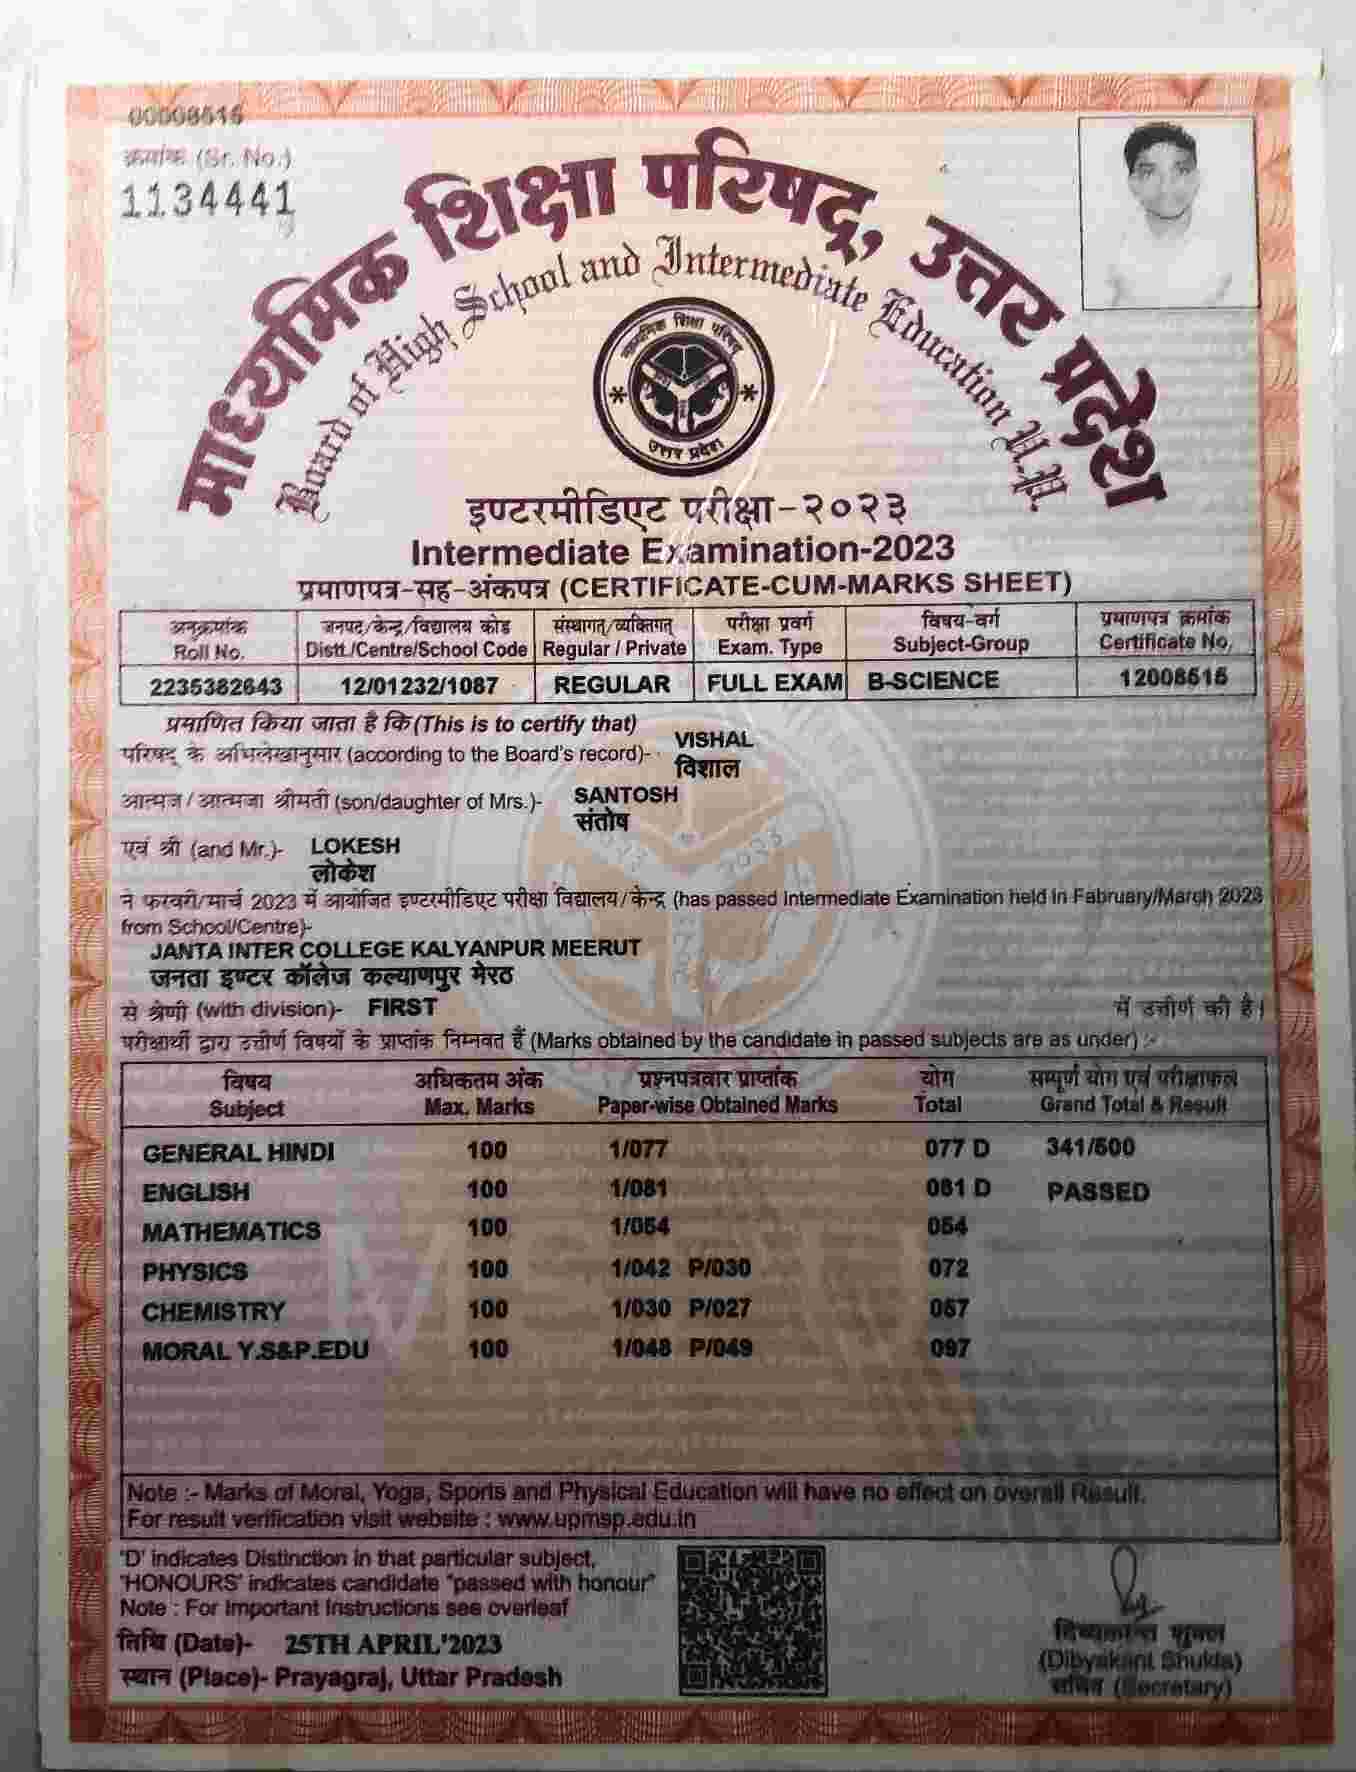 00008515
क्रमांक (Sr. No.)
1134441
माध्यमिक शिक्षा परिषद्, उत्तर प्रदेश
Board of High School and Intermediate Education U.P.
माध्यमिक शिक्षा परिषद्
उत्तर प्रदेश
इण्टरमीडिएट परीक्षा-२०२३
Intermediate Examination-2023
प्रमाणपत्र-सह-अंकपत्र (CERTIFICATE-CUM-MARKS SHEET)
अनुक्रमांक जनपद/केन्द्र/विद्यालय कोड संस्थागत्/व्यक्तिगत् परीक्षा प्रवर्ग विषय-वर्ग प्रमाणपत्र क्रमांक
Roll No. Distt./Centre/School Code Regular / Private Exam. Type Subject-Group Certificate No.
2235382643 12/01232/1087 REGULAR FULL EXAM B-SCIENCE 12008515
प्रमाणित किया जाता है कि (This is to certify that)
परिषद् के अभिलेखानुसार (according to the Board's record)- VISHAL
विशाल
आत्मज/आत्मजा श्रीमती (son/daughter of Mrs.)- SANTOSH
संतोष
एवं श्री (and Mr.)- LOKESH
लोकेश
ने फरवरी/मार्च 2023 में आयोजित इण्टरमीडिएट परीक्षा विद्यालय/केन्द्र (has passed Intermediate Examination held in Fabruary/March 2023
from School/Centre)-
JANTA INTER COLLEGE KALYANPUR MEERUT
जनता इण्टर कॉलेज कल्याणपुर मेरठ
से श्रेणी (with division)- FIRST में उत्तीर्ण की है।
परीक्षार्थी द्वारा उत्तीर्ण विषयों के प्राप्तांक निम्नवत हैं (Marks obtained by the candidate in passed subjects are as under) :-
विषय अधिकतम अंक प्रश्नपत्रवार प्राप्तांक योग सम्पूर्ण योग एवं परीक्षाफल
Subject Max. Marks Paper-wise Obtained Marks Total Grand Total & Result
GENERAL HINDI 100 1/077 077 D 341/500
ENGLISH 100 1/081 081 D PASSED
MATHEMATICS 100 1/054 054
PHYSICS 100 1/042 P/030 072
CHEMISTRY 100 1/030 P/027 057
MORAL Y.S&P.EDU 100 1/048 P/049 097
Note :- Marks of Moral, Yoga, Sports and Physical Education will have no effect on overall Result.
For result verification visit website : www.upmsp.edu.in
'D' indicates Distinction in that particular subject,
'HONOURS' indicates candidate "passed with honour"
Note : For Important Instructions see overleaf
तिथि (Date)- 25TH APRIL'2023
स्थान (Place)- Prayagraj, Uttar Pradesh
दिव्यकान्त शुक्ल
(Dibyakant Shukla)
सचिव (Secretary)